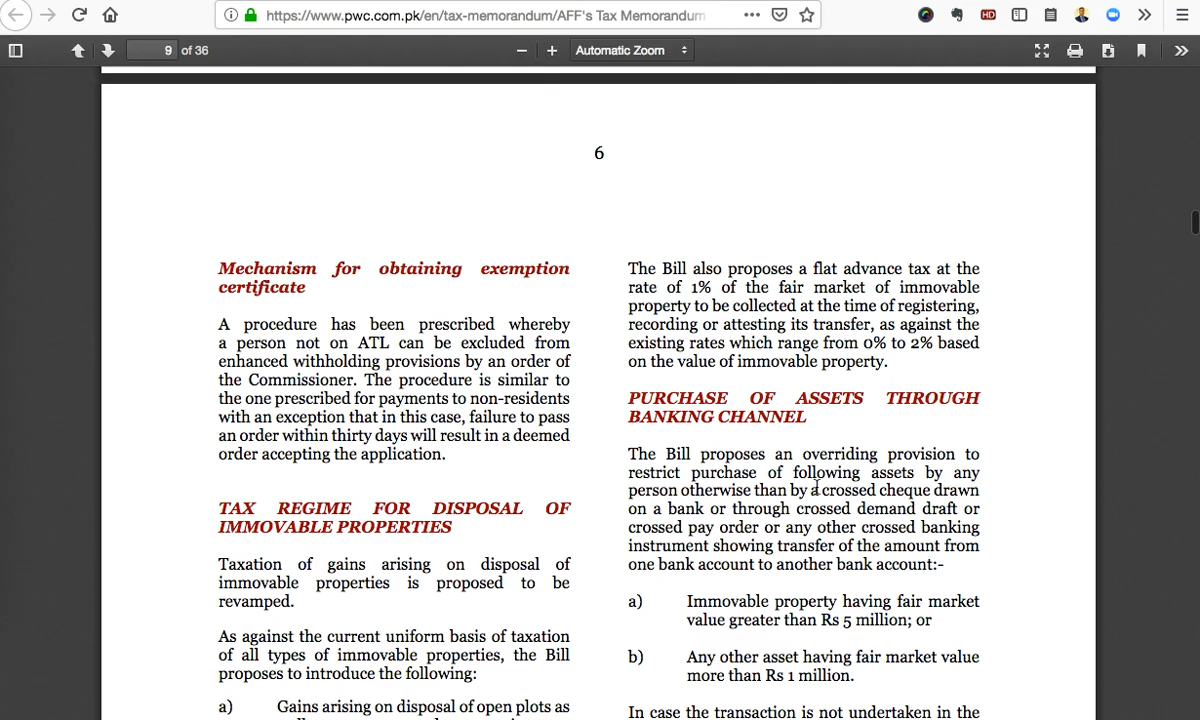 https://www.pwc.com.pk/en/tax-memorandum/AFF's Tax Memorandum
HD
9 of 36
Automatic Zoom
6
Mechanism for obtaining exemption
certificate
A procedure has been prescribed whereby
a person not on ATL can be excluded from
enhanced withholding provisions by an order of
the Commissioner. The procedure is similar to
the one prescribed for payments to non-residents
with an exception that in this case, failure to pass
an order within thirty days will result in a deemed
order accepting the application.
TAX REGIME FOR DISPOSAL OF
IMMOVABLE PROPERTIES
Taxation of gains arising on disposal of
immovable properties is proposed to be
revamped.
As against the current uniform basis of taxation
of all types of immovable properties, the Bill
proposes to introduce the following:
a) Gains arising on disposal of open plots as
The Bill also proposes a flat advance tax at the
rate of 1% of the fair market of immovable
property to be collected at the time of registering,
recording or attesting its transfer, as against the
existing rates which range from 0% to 2% based
on the value of immovable property.
PURCHASE OF ASSETS THROUGH
BANKING CHANNEL
The Bill proposes an overriding provision to
restrict purchase of following assets by any
person otherwise than by a crossed cheque drawn
on a bank or through crossed demand draft or
crossed pay order or any other crossed banking
instrument showing transfer of the amount from
one bank account to another bank account:-
a) Immovable property having fair market
value greater than Rs 5 million; or
b) Any other asset having fair market value
more than Rs 1 million.
In case the transaction is not undertaken in the